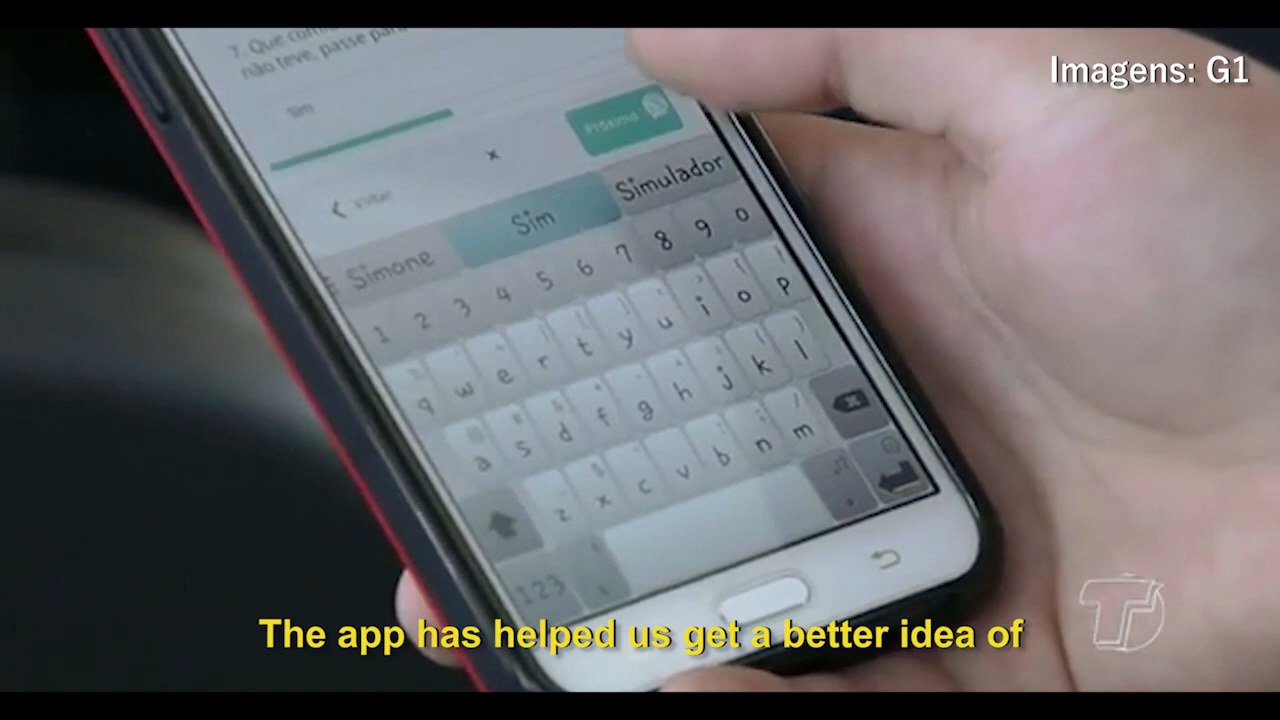 Imagens: G1
7. Que
não teve, passe para
Sim
Próximo
x
Voltar
Simone
Sim
Simulador
1 2 3 4 5 6 7 8 9 0
q w e r t y u i o p
a s d f g h j k l
z x c v b n m
123
The app has helped us get a better idea of